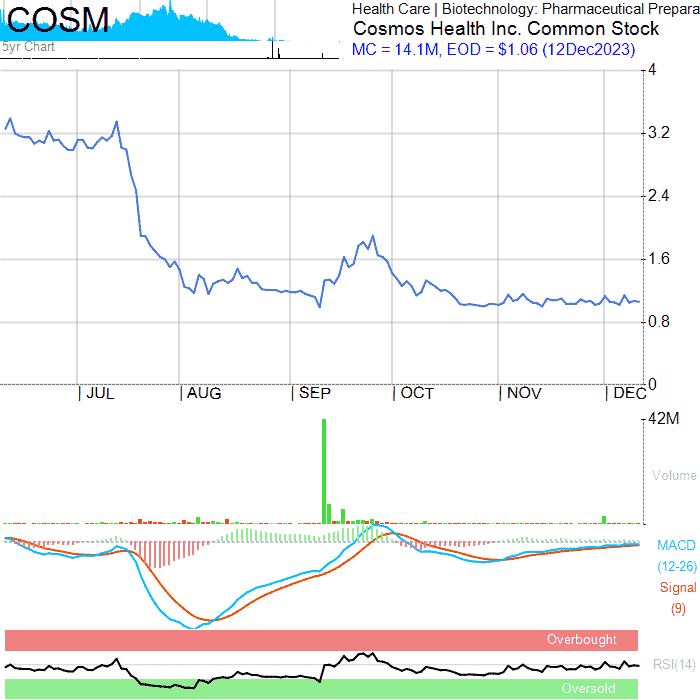 COSM
5yr Chart
Health Care | Biotechnology: Pharmaceutical Prepara
Cosmos Health Inc. Common Stock
MC = 14.1M, EOD = $1.06 (12Dec2023)
4
3.2
2.4
1.6
0.8
0
| JUL | AUG | SEP | OCT | NOV | DEC
42M
Volume
MACD
(12-26)
Signal
(9)
Overbought
RSI(14)
Oversold